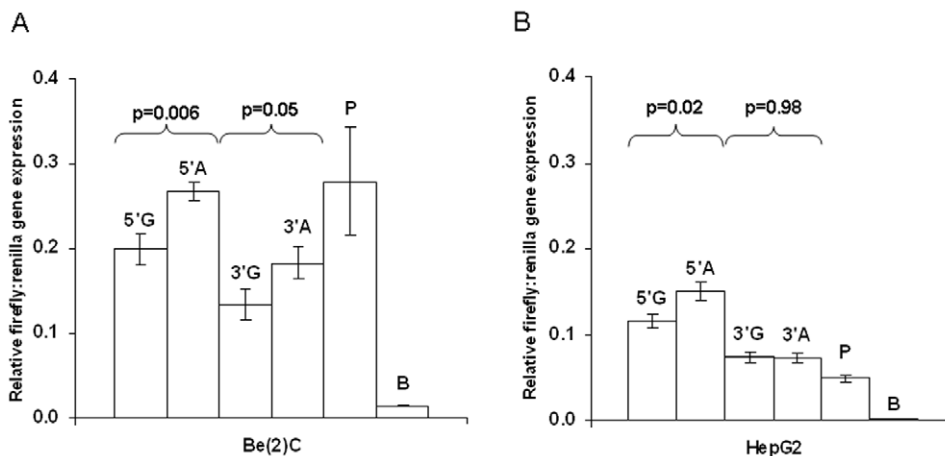 A
Relative firefly:renilla gene expression
0.4
0.3
0.2
0.1
0.0
p=0.006
p=0.05
P
5'G
5'A
3'G
3'A
B
Be(2)C
B
Relative firefly:renilla gene expression
0.4
0.3
0.2
0.1
0.0
p=0.02
p=0.98
5'G
5'A
3'G
3'A
P
B
HepG2